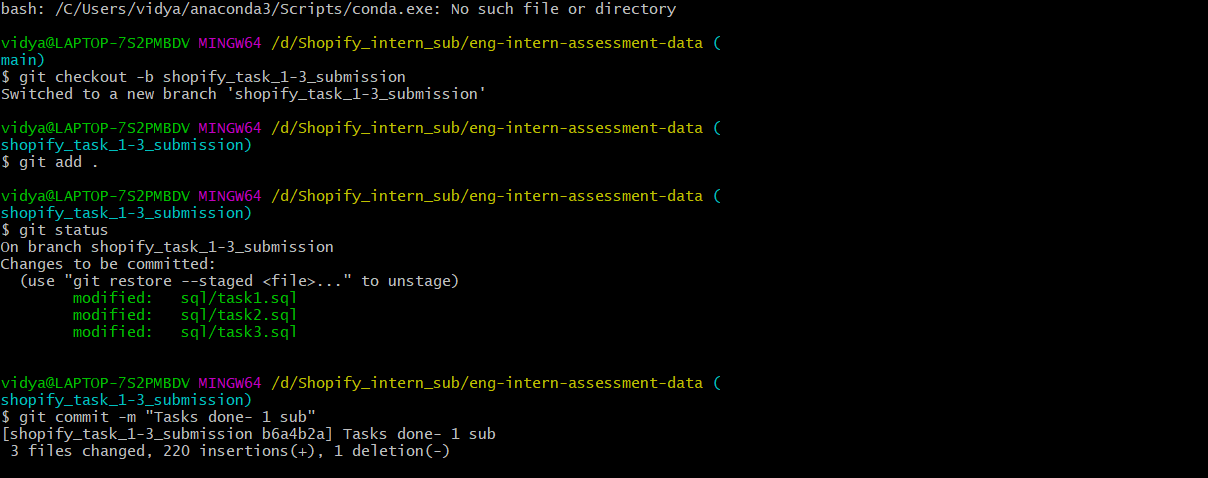 bash: /C/Users/vidya/anaconda3/Scripts/conda.exe: No such file or directory
vidya@LAPTOP-7S2PMBDV MINGW64 /d/Shopify_intern_sub/eng-intern-assessment-data (
main)
$ git checkout -b shopify_task_1-3_submission
Switched to a new branch 'shopify_task_1-3_submission'
vidya@LAPTOP-7S2PMBDV MINGW64 /d/Shopify_intern_sub/eng-intern-assessment-data (
shopify_task_1-3_submission)
$ git add .
vidya@LAPTOP-7S2PMBDV MINGW64 /d/Shopify_intern_sub/eng-intern-assessment-data (
shopify_task_1-3_submission)
$ git status
On branch shopify_task_1-3_submission
Changes to be committed:
  (use "git restore --staged <file>..." to unstage)
        modified:   sql/task1.sql
        modified:   sql/task2.sql
        modified:   sql/task3.sql
vidya@LAPTOP-7S2PMBDV MINGW64 /d/Shopify_intern_sub/eng-intern-assessment-data (
shopify_task_1-3_submission)
$ git commit -m "Tasks done- 1 sub"
[shopify_task_1-3_submission b6a4b2a] Tasks done- 1 sub
 3 files changed, 220 insertions(+), 1 deletion(-)